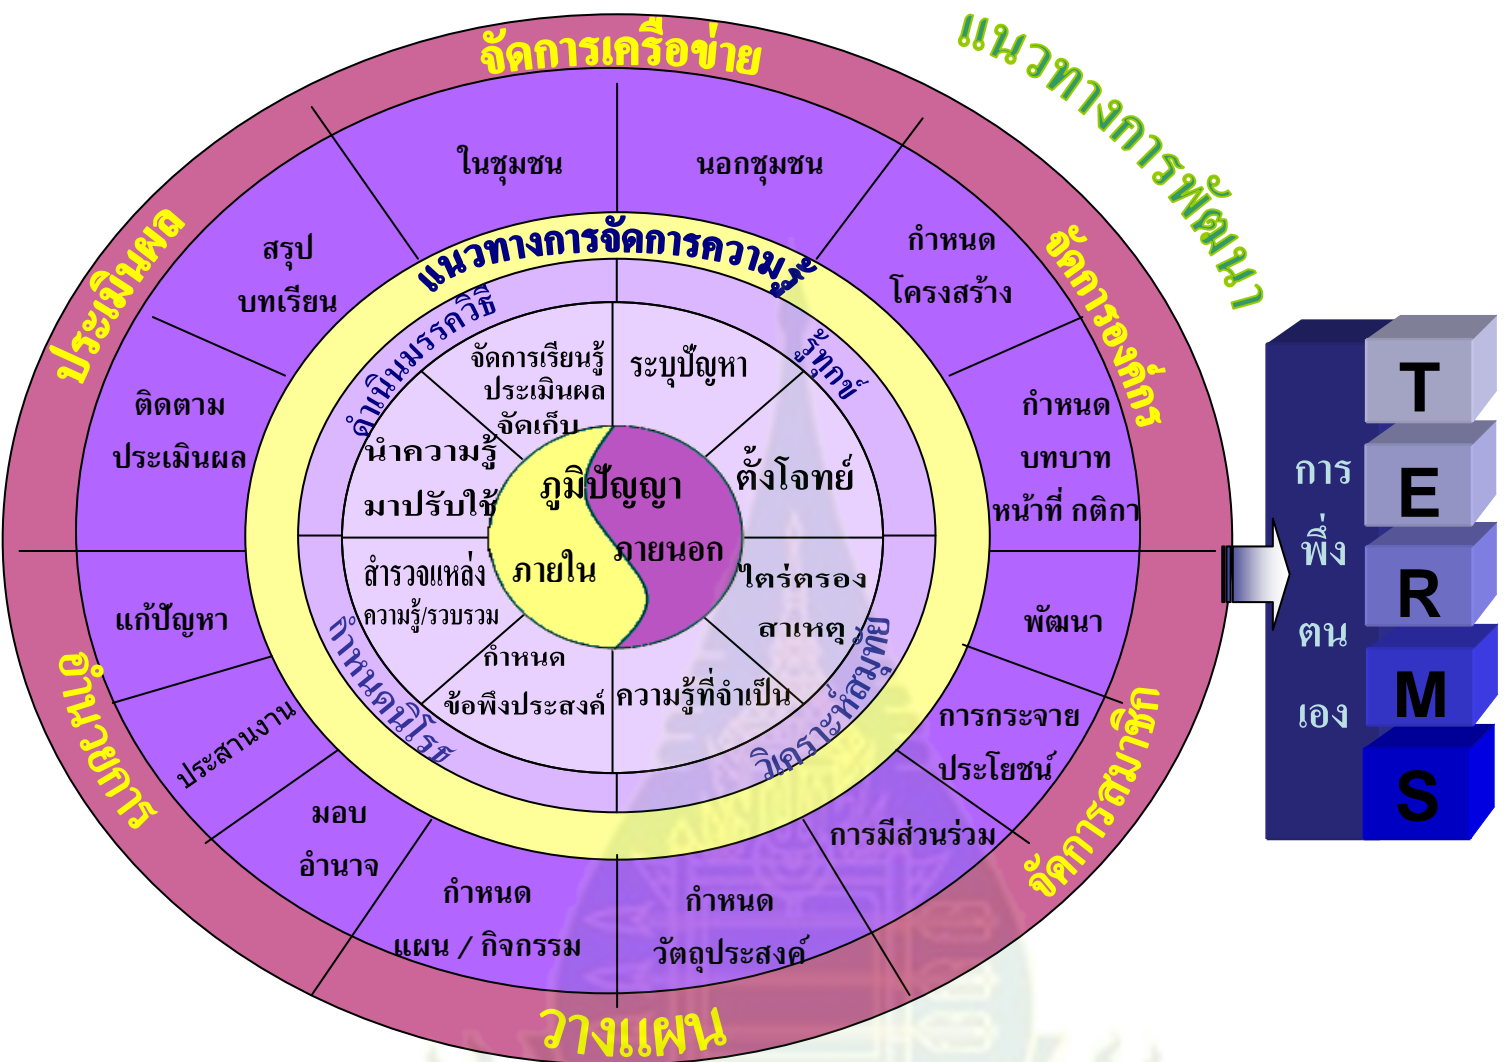 แนวทางการพัฒนา
จัดการเครือข่าย
ในชุมชน
นอกชุมชน
จัดการองค์กร
กำหนด
โครงสร้าง
กำหนด
บทบาท
หน้าที่ กติกา
จัดการสมาชิก
พัฒนา
การกระจาย
ประโยชน์
การมีส่วนร่วม
วางแผน
กำหนด
วัตถุประสงค์
กำหนด
แผน / กิจกรรม
อำนวยการ
มอบ
อำนาจ
ประสานงาน
แก้ปัญหา
ประเมินผล
ติดตาม
ประเมินผล
สรุป
บทเรียน
แนวทางการจัดการความรู้
รู้ทุกข์
ระบุปัญหา
ตั้งโจทย์
วิเคราะห์สมุทัย
ไตร่ตรอง
สาเหตุ
ความรู้ที่จำเป็น
กำหนดนิโรธ
กำหนด
ข้อพึงประสงค์
สำรวจแหล่ง
ความรู้/รวบรวม
ดำเนินมรรควิธี
นำความรู้
มาปรับใช้
จัดการเรียนรู้
ประเมินผล
จัดเก็บ
ภูมิปัญญา
ภายใน
ภายนอก
การ
พึ่ง
ตน
เอง
T
E
R
M
S